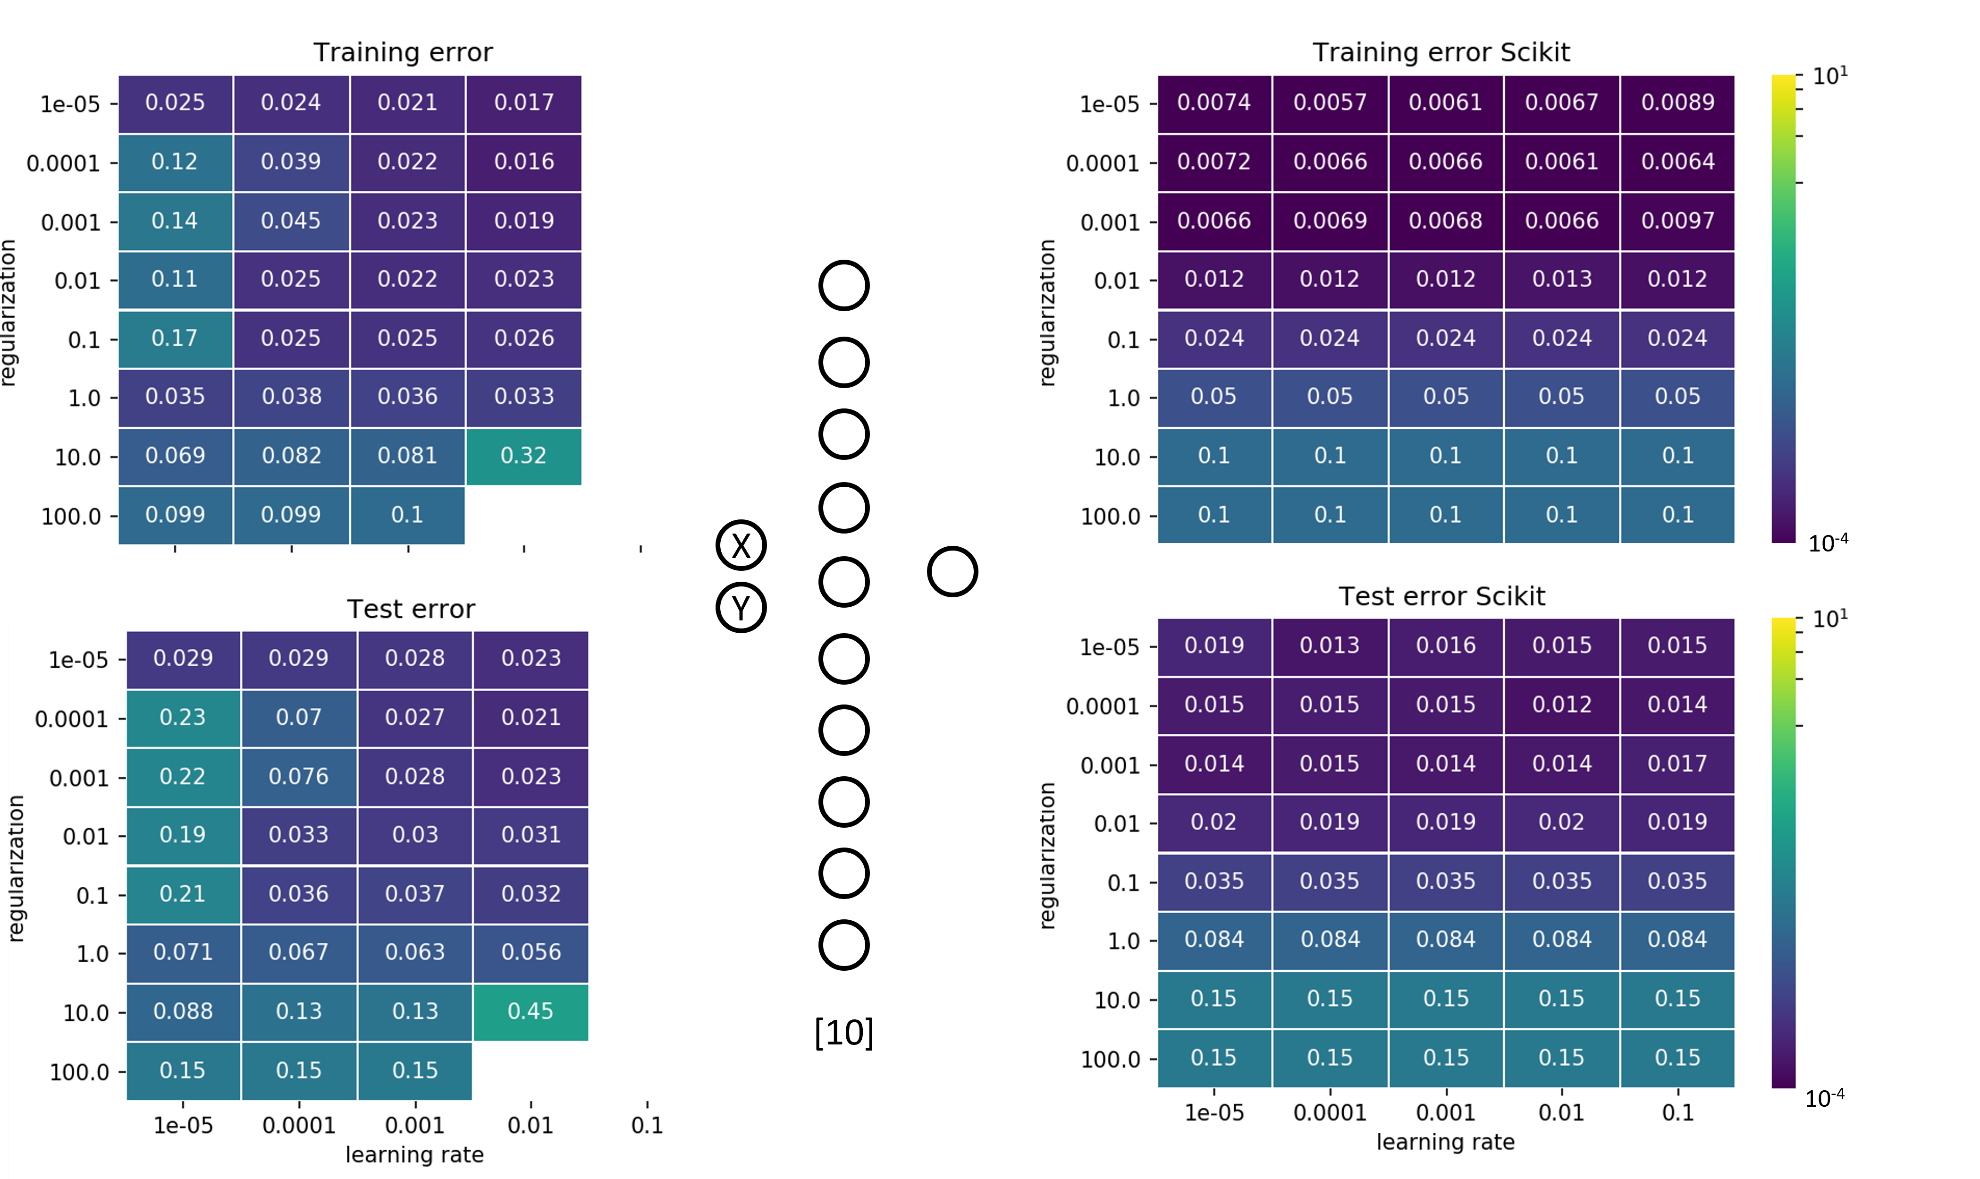 Training error
regularization
1e-05 0.025 0.024 0.021 0.017
0.0001 0.12 0.039 0.022 0.016
0.001 0.14 0.045 0.023 0.019
0.01 0.11 0.025 0.022 0.023
0.1 0.17 0.025 0.025 0.026
1.0 0.035 0.038 0.036 0.033
10.0 0.069 0.082 0.081 0.32
100.0 0.099 0.099 0.1
Test error
regularization
1e-05 0.029 0.029 0.028 0.023
0.0001 0.23 0.07 0.027 0.021
0.001 0.22 0.076 0.028 0.023
0.01 0.19 0.033 0.03 0.031
0.1 0.21 0.036 0.037 0.032
1.0 0.071 0.067 0.063 0.056
10.0 0.088 0.13 0.13 0.45
100.0 0.15 0.15 0.15
1e-05 0.0001 0.001 0.01 0.1
learning rate
X
Y
[10]
Training error Scikit
regularization
1e-05 0.0074 0.0057 0.0061 0.0067 0.0089
0.0001 0.0072 0.0066 0.0066 0.0061 0.0064
0.001 0.0066 0.0069 0.0068 0.0066 0.0097
0.01 0.012 0.012 0.012 0.013 0.012
0.1 0.024 0.024 0.024 0.024 0.024
1.0 0.05 0.05 0.05 0.05 0.05
10.0 0.1 0.1 0.1 0.1 0.1
100.0 0.1 0.1 0.1 0.1 0.1
10¹
10⁻⁴
Test error Scikit
regularization
1e-05 0.019 0.013 0.016 0.015 0.015
0.0001 0.015 0.015 0.015 0.012 0.014
0.001 0.014 0.015 0.014 0.014 0.017
0.01 0.02 0.019 0.019 0.02 0.019
0.1 0.035 0.035 0.035 0.035 0.035
1.0 0.084 0.084 0.084 0.084 0.084
10.0 0.15 0.15 0.15 0.15 0.15
100.0 0.15 0.15 0.15 0.15 0.15
1e-05 0.0001 0.001 0.01 0.1
learning rate
10¹
10⁻⁴